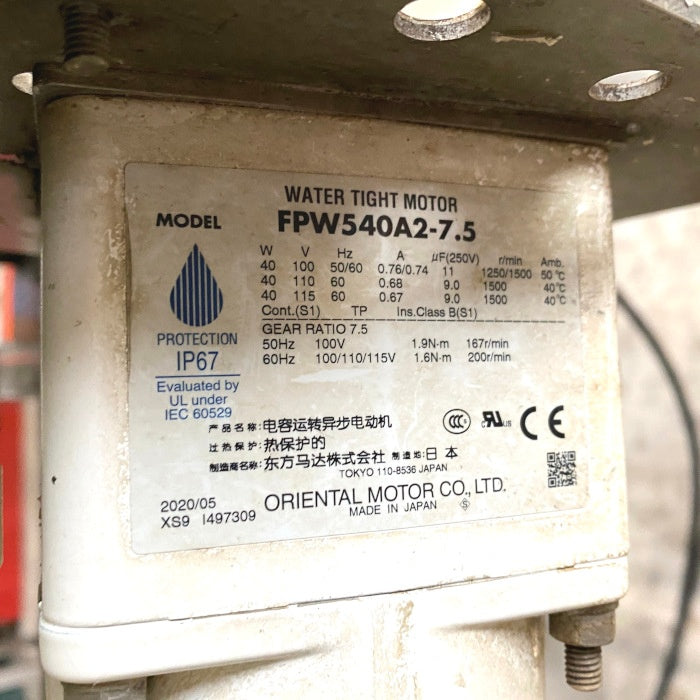 WATER TIGHT MOTOR
MODEL FPW540A2-7.5
W V Hz A µF(250V) r/min Amb.
40 100 50/60 0.76/0.74 11 1250/1500 50℃
40 110 60 0.68 9.0 1500 40℃
40 115 60 0.67 9.0 1500 40℃
Cont.(S1) TP Ins.Class B(S1)
GEAR RATIO 7.5
50Hz 100V 1.9N·m 167r/min
60Hz 100/110/115V 1.6N·m 200r/min
PROTECTION
IP67
Evaluated by
UL under
IEC 60529
产品名称:电容运转异步电动机
过热保护:热保护的
制造商名称:东方马达株式会社 制造地:日本
TOKYO 110-8536 JAPAN
CCC c RU US CE
2020/05
XS9 I497309
ORIENTAL MOTOR CO., LTD.
MADE IN JAPAN S